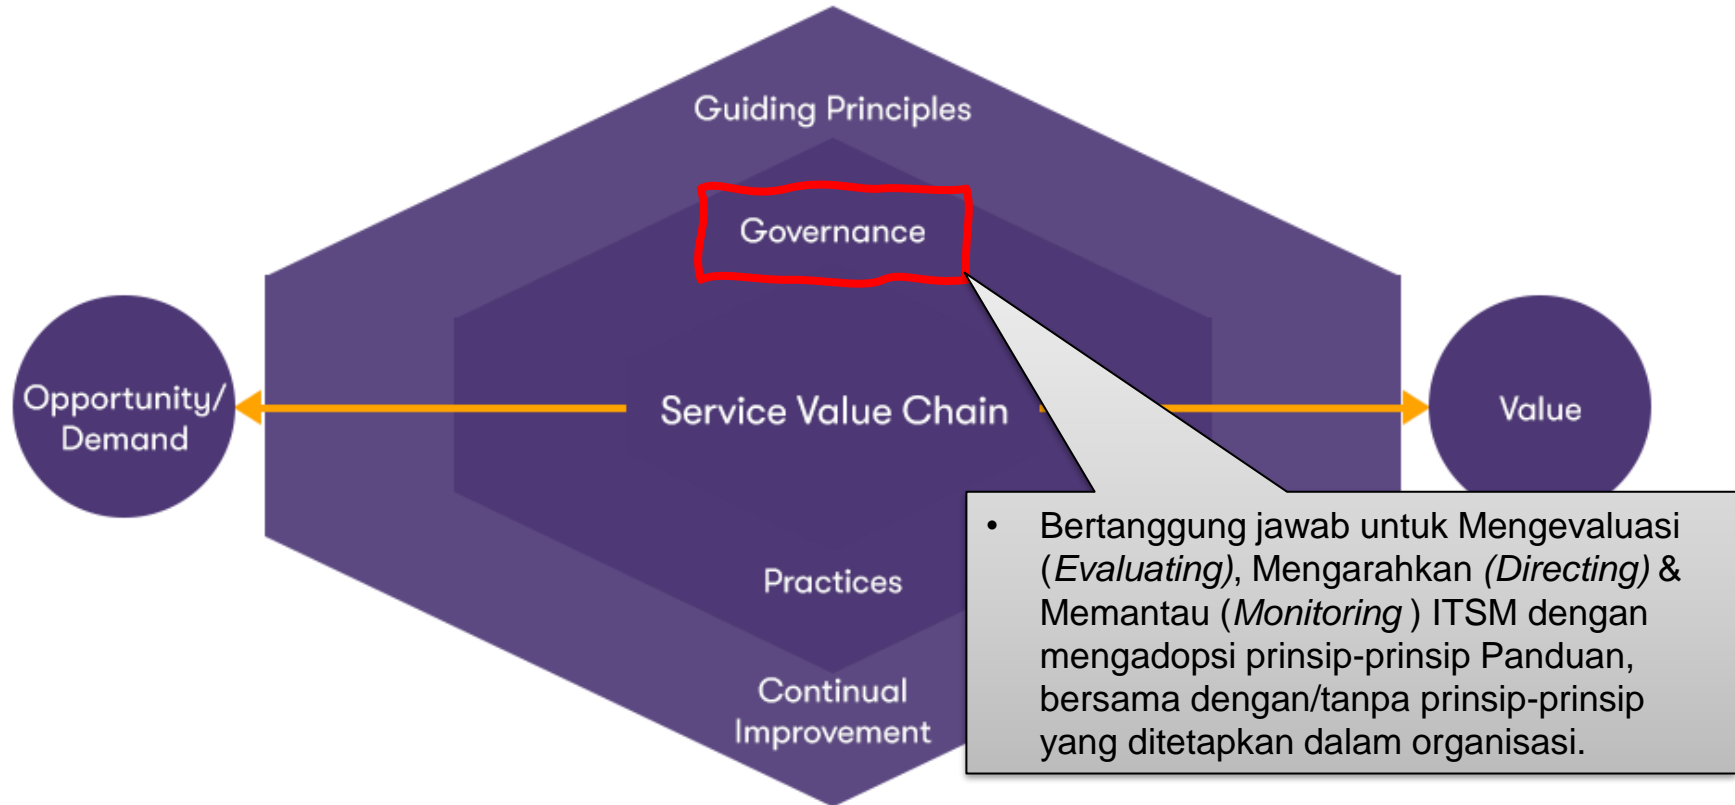 Guiding Principles
Governance
Opportunity/
Demand
Service Value Chain
Value
Practices
Continual
Improvement
• Bertanggung jawab untuk Mengevaluasi
(Evaluating), Mengarahkan (Directing) &
Memantau (Monitoring ) ITSM dengan
mengadopsi prinsip-prinsip Panduan,
bersama dengan/tanpa prinsip-prinsip
yang ditetapkan dalam organisasi.